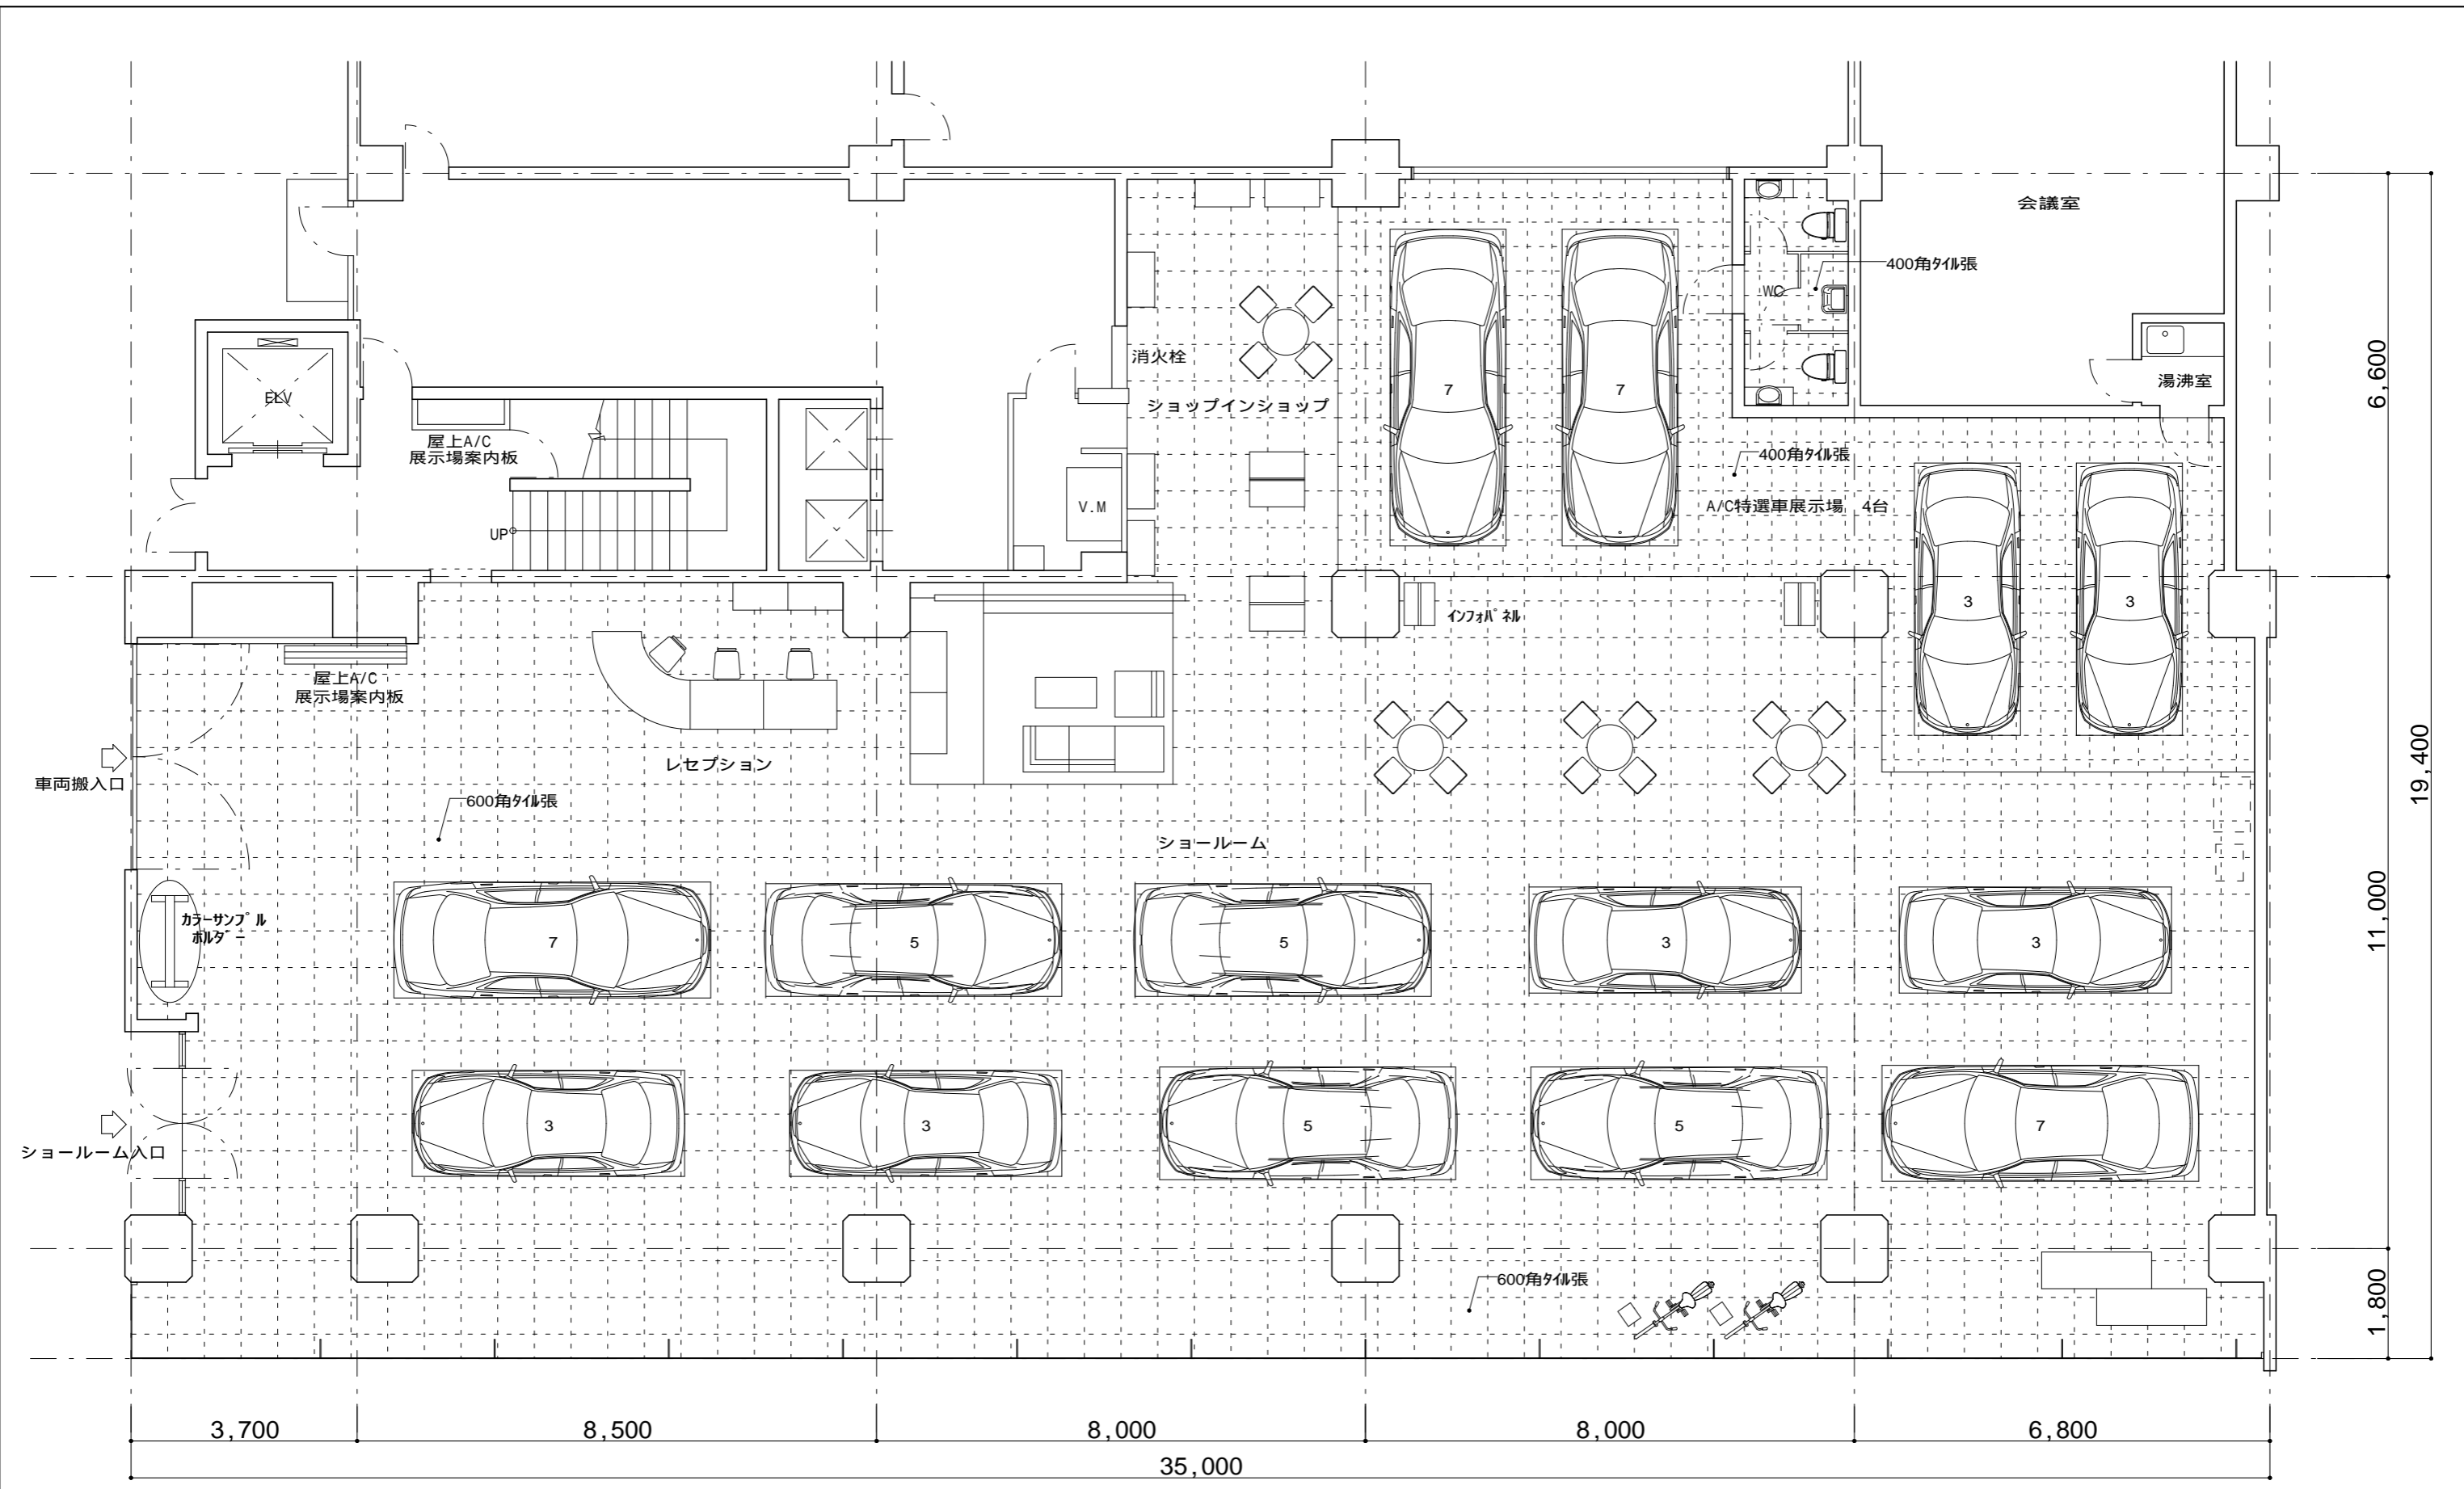 会議室
400角ﾀｲﾙ張
WC
6,600
消火栓
湯沸室
7
7
ELV
ショップインショップ
屋上A/C
展示場案内板
400角ﾀｲﾙ張
V.M
A/C特選車展示場　4台
UP
3
3
ｲﾝﾌｫﾊﾟﾈﾙ
屋上A/C
展示場案内板
19,400
レセプション
車両搬入口
600角ﾀｲﾙ張
ショールーム
11,000
ｶﾗｰｻﾝﾌﾟﾙ
ﾎﾙﾀﾞｰ
7
5
5
3
3
3
3
5
5
7
ショールーム入口
600角ﾀｲﾙ張
1,800
3,700
8,500
8,000
8,000
6,800
35,000